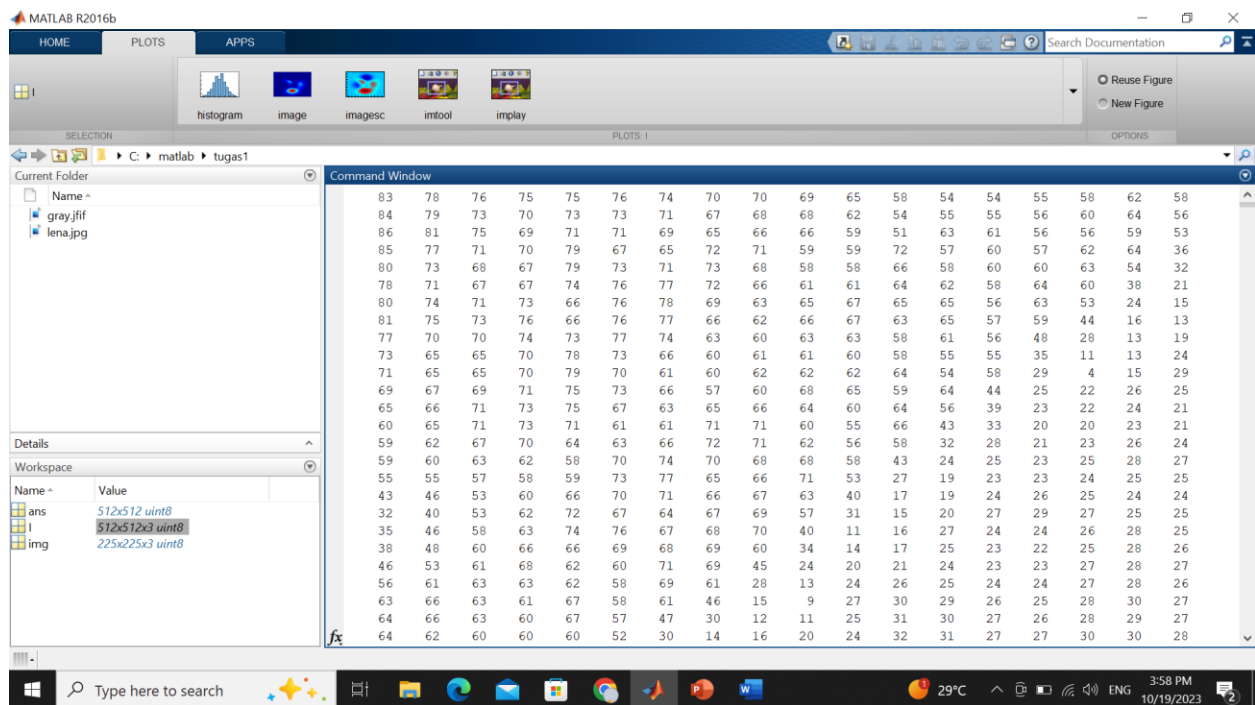 MATLAB R2016b
HOME PLOTS APPS Search Documentation
I histogram image imagesc imtool implay Reuse Figure
New Figure
SELECTION PLOTS: I OPTIONS
C: matlab tugas1
Current Folder
Name
gray.jfif
lena.jpg
Details
Workspace
Name Value
ans 512x512 uint8
I 512x512x3 uint8
img 225x225x3 uint8
Command Window
83 78 76 75 75 76 74 70 70 69 65 58 54 54 55 58 62 58
84 79 73 70 73 73 71 67 68 68 62 54 55 55 56 60 64 56
86 81 75 69 71 71 69 65 66 66 59 51 63 61 56 56 59 53
85 77 71 70 79 67 65 72 71 59 59 72 57 60 57 62 64 36
80 73 68 67 79 73 71 73 68 58 58 66 58 60 60 63 54 32
78 71 67 67 74 76 77 72 66 61 61 64 62 58 64 60 38 21
80 74 71 73 66 76 78 69 63 65 67 65 65 56 63 53 24 15
81 75 73 76 66 76 77 66 62 66 67 63 65 57 59 44 16 13
77 70 70 74 73 77 74 63 60 63 63 58 61 56 48 28 13 19
73 65 65 70 78 73 66 60 61 61 60 58 55 55 35 11 13 24
71 65 65 70 79 70 61 60 62 62 62 64 54 58 29 4 15 29
69 67 69 71 75 73 66 57 60 68 65 59 64 44 25 22 26 25
65 66 71 73 75 67 63 65 66 64 60 64 56 39 23 22 24 21
60 65 71 73 71 61 61 71 71 60 55 66 43 33 20 20 23 21
59 62 67 70 64 63 66 72 71 62 56 58 32 28 21 23 26 24
59 60 63 62 58 70 74 70 68 68 58 43 24 25 23 25 28 27
55 55 57 58 59 73 77 65 66 71 53 27 19 23 23 24 25 25
43 46 53 60 66 70 71 66 67 63 40 17 19 24 26 25 24 24
32 40 53 62 72 67 64 67 69 57 31 15 20 27 29 27 25 25
35 46 58 63 74 76 67 68 70 40 11 16 27 24 24 26 28 25
38 48 60 66 66 69 68 69 60 34 14 17 25 23 22 25 28 26
46 53 61 68 62 60 71 69 45 24 20 21 24 23 23 27 28 27
56 61 63 63 62 58 69 61 28 13 24 26 25 24 24 27 28 26
63 66 63 61 67 58 61 46 15 9 27 30 29 26 25 28 30 27
64 66 63 60 67 57 47 30 12 11 25 31 30 27 26 28 29 27
fx 64 62 60 60 60 52 30 14 16 20 24 32 31 27 27 30 30 28
Type here to search 29°C ENG 3:58 PM
10/19/2023